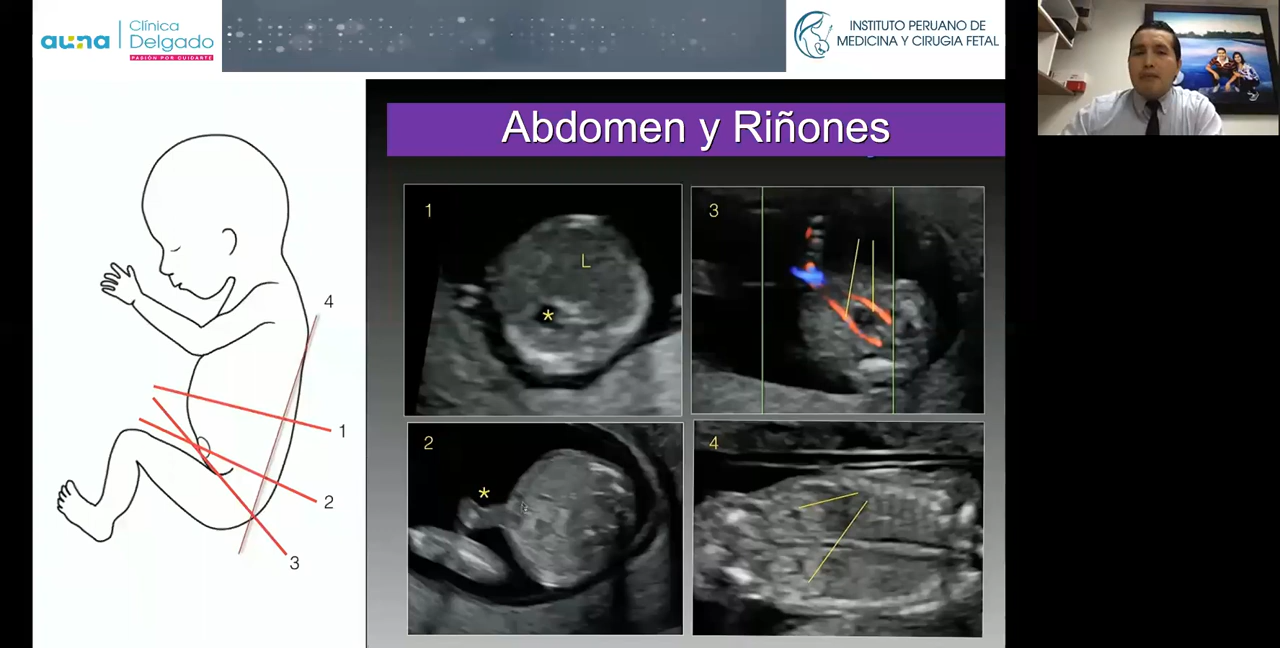 auna
Clínica
Delgado
PASIÓN POR CUIDARTE
INSTITUTO PERUANO DE
MEDICINA Y CIRUGIA FETAL
Abdomen y Riñones
1
L
*
3
2
*
4
4
1
2
3